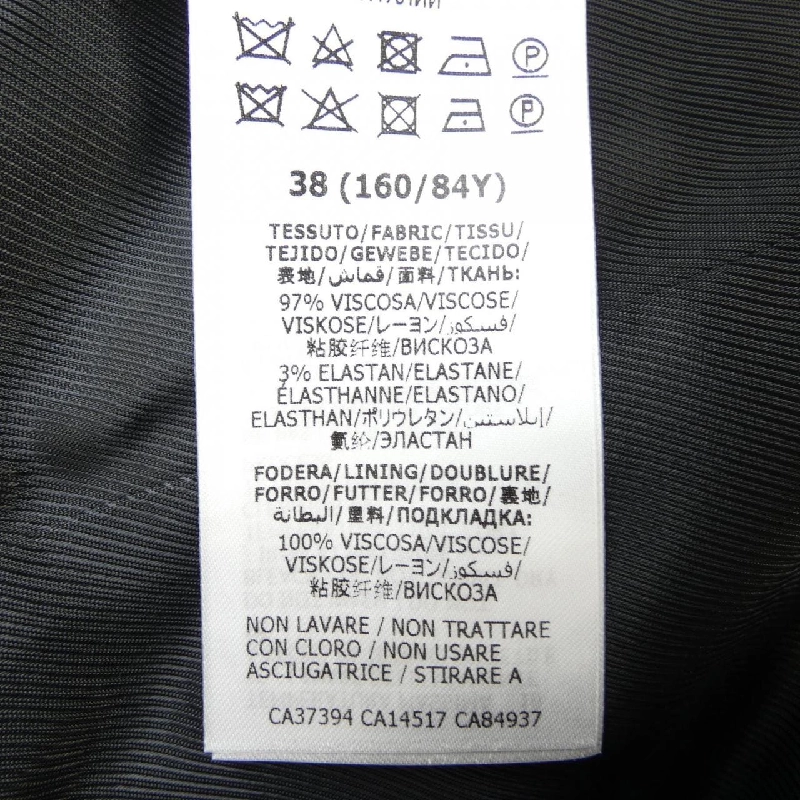 P
P
38 (160/84Y)
TESSUTO/FABRIC/TISSU/
TEJIDO/GEWEBE/TECIDO/
表地/قماش/面料/ТКАНЬ:
97% VISCOSA/VISCOSE/
VISKOSE/レーヨン/فسكوز/
粘胶纤维/ВИСКОЗА
3% ELASTAN/ELASTANE/
ÉLASTHANNE/ELASTANO/
ELASTHAN/ポリウレタン/إيلاستين/
氨纶/ЭЛАСТАН
FODERA/LINING/DOUBLURE/
FORRO/FUTTER/FORRO/裏地/
البطانة/里料/ПОДКЛАДКА:
100% VISCOSA/VISCOSE/
VISKOSE/レーヨン/فسكوز/
粘胶纤维/ВИСКОЗА
NON LAVARE / NON TRATTARE
CON CLORO / NON USARE
ASCIUGATRICE / STIRARE A
CA37394 CA14517 CA84937